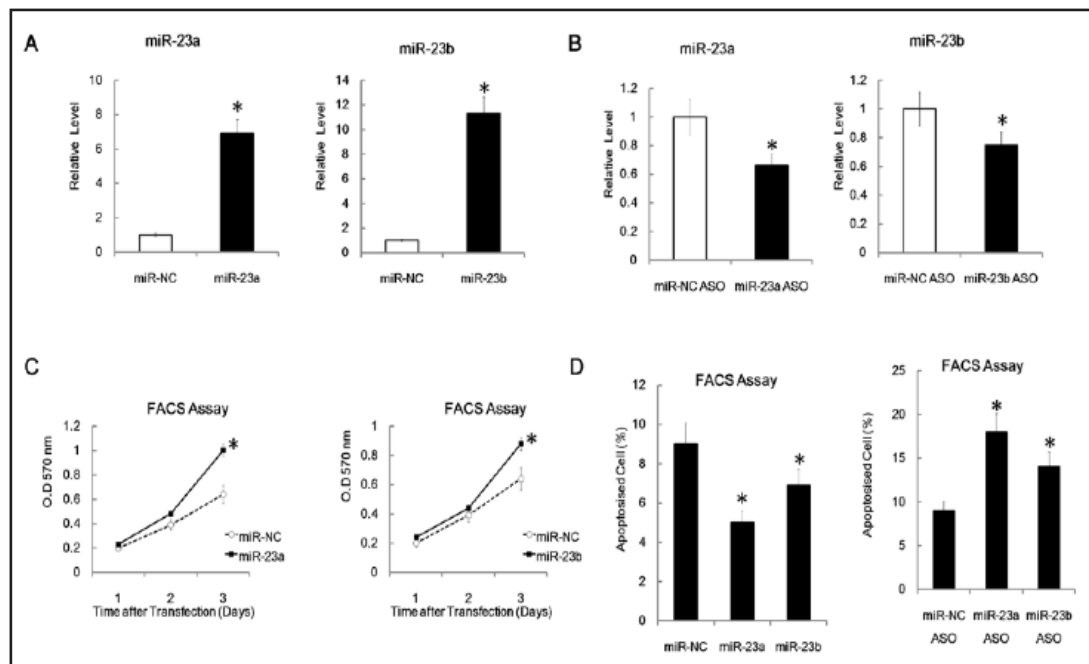 A
miR-23a
Relative Level
10
8
6
4
2
0
*
miR-NC
miR-23a
miR-23b
Relative Level
14
12
10
8
6
4
2
0
*
miR-NC
miR-23b
B
miR-23a
Relative Level
1.2
1
0.8
0.6
0.4
0.2
0
*
miR-NC ASO
miR-23a ASO
miR-23b
Relative Level
1.2
1
0.8
0.6
0.4
0.2
0
*
miR-NC ASO
miR-23b ASO
C
FACS Assay
O.D 570 nm
1.2
1
0.8
0.6
0.4
0.2
0
*
miR-NC
miR-23a
1 2 3
Time after Transfection (Days)
FACS Assay
O.D 570 nm
1.2
1
0.8
0.6
0.4
0.2
0
*
miR-NC
miR-23b
1 2 3
Time after Transfection (Days)
D
FACS Assay
Apoptosised Cell (%)
12
10
8
6
4
2
0
*
*
miR-NC miR-23a miR-23b
FACS Assay
Apoptosised Cell (%)
25
20
15
10
5
0
*
*
miR-NC miR-23a miR-23b
ASO ASO ASO